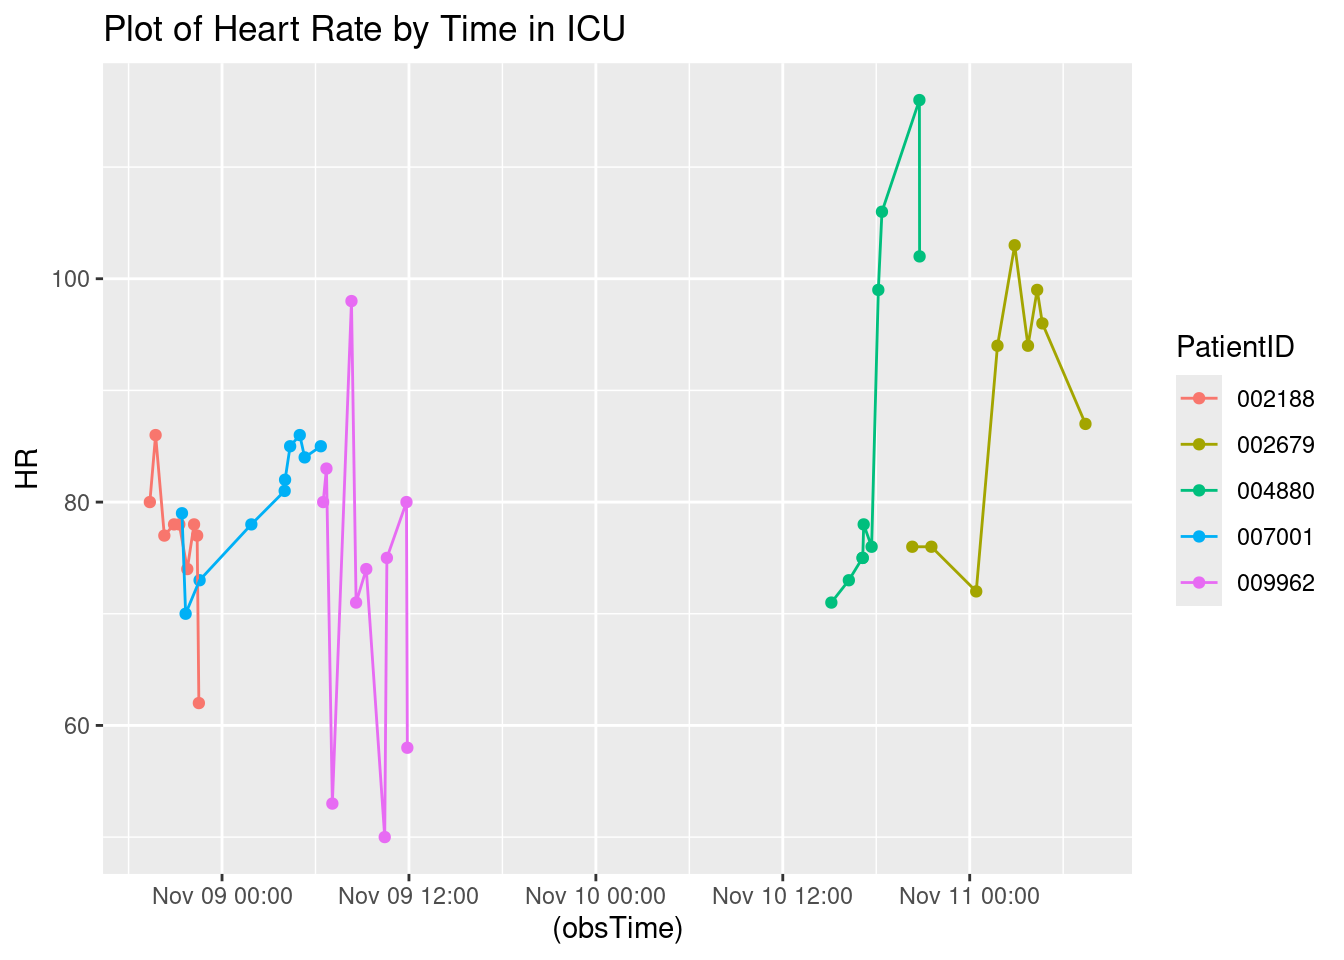 Plot of Heart Rate by Time in ICU
HR
100
80
60
Nov 09 00:00 Nov 09 12:00 Nov 10 00:00 Nov 10 12:00 Nov 11 00:00
(obsTime)
PatientID
002188
002679
004880
007001
009962